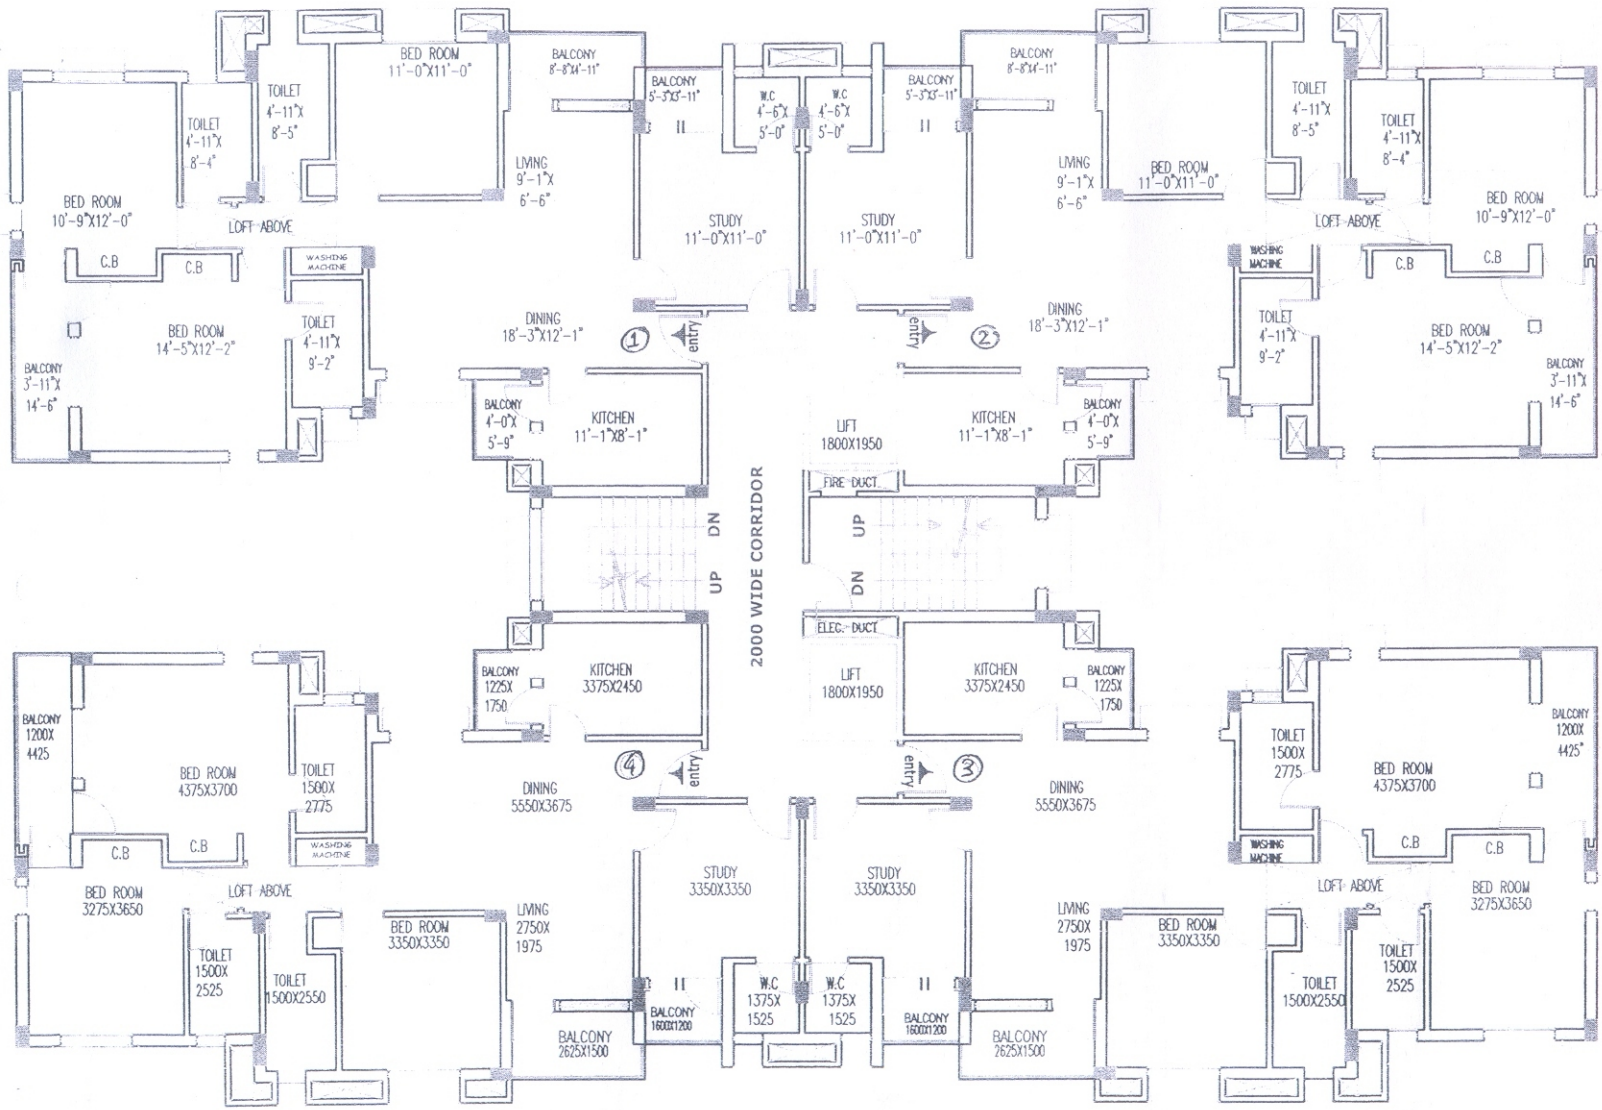 BED ROOM
11'-0"X11'-0"
BALCONY
8'-8"X4'-11"
BALCONY
5'-3"X3'-11"
W.C
4'-6"X
5'-0"
W.C
4'-6"X
5'-0"
BALCONY
5'-3"X3'-11"
BALCONY
8'-8"X4'-11"
TOILET
4'-11"X
8'-5"
TOILET
4'-11"X
8'-4"
TOILET
4'-11"X
8'-5"
TOILET
4'-11"X
8'-4"
LIVING
9'-1"X
6'-6"
LIVING
9'-1"X
6'-6"
BED ROOM
11'-0"X11'-0"
BED ROOM
10'-9"X12'-0"
LOFT ABOVE
STUDY
11'-0"X11'-0"
STUDY
11'-0"X11'-0"
LOFT ABOVE
BED ROOM
10'-9"X12'-0"
C.B
C.B
WASHING
MACHINE
WASHING
MACHINE
C.B
C.B
BED ROOM
14'-5"X12'-2"
TOILET
4'-11"X
9'-2"
DINING
18'-3"X12'-1"
1
entry
entry
2
DINING
18'-3"X12'-1"
TOILET
4'-11"X
9'-2"
BED ROOM
14'-5"X12'-2"
BALCONY
3'-11"X
14'-6"
BALCONY
3'-11"X
14'-6"
BALCONY
4'-0"X
5'-9"
KITCHEN
11'-1"X8'-1"
LIFT
1800X1950
KITCHEN
11'-1"X8'-1"
BALCONY
4'-0"X
5'-9"
FIRE DUCT
DN
UP
2000 WIDE CORRIDOR
UP
DN
ELEC. DUCT
BALCONY
1225X
1750
KITCHEN
3375X2450
LIFT
1800X1950
KITCHEN
3375X2450
BALCONY
1225X
1750
BALCONY
1200X
4425
BED ROOM
4375X3700
TOILET
1500X
2775
DINING
5550X3675
4
entry
entry
3
DINING
5550X3675
TOILET
1500X
2775
BED ROOM
4375X3700
BALCONY
1200X
4425"
C.B
C.B
WASHING
MACHINE
WASHING
MACHINE
C.B
C.B
BED ROOM
3275X3650
LOFT ABOVE
STUDY
3350X3350
STUDY
3350X3350
LOFT ABOVE
BED ROOM
3275X3650
BED ROOM
3350X3350
LIVING
2750X
1975
LIVING
2750X
1975
BED ROOM
3350X3350
TOILET
1500X
2525
TOILET
1500X2550
TOILET
1500X2550
TOILET
1500X
2525
BALCONY
2625X1500
BALCONY
1600X1200
W.C
1375X
1525
W.C
1375X
1525
BALCONY
1600X1200
BALCONY
2625X1500